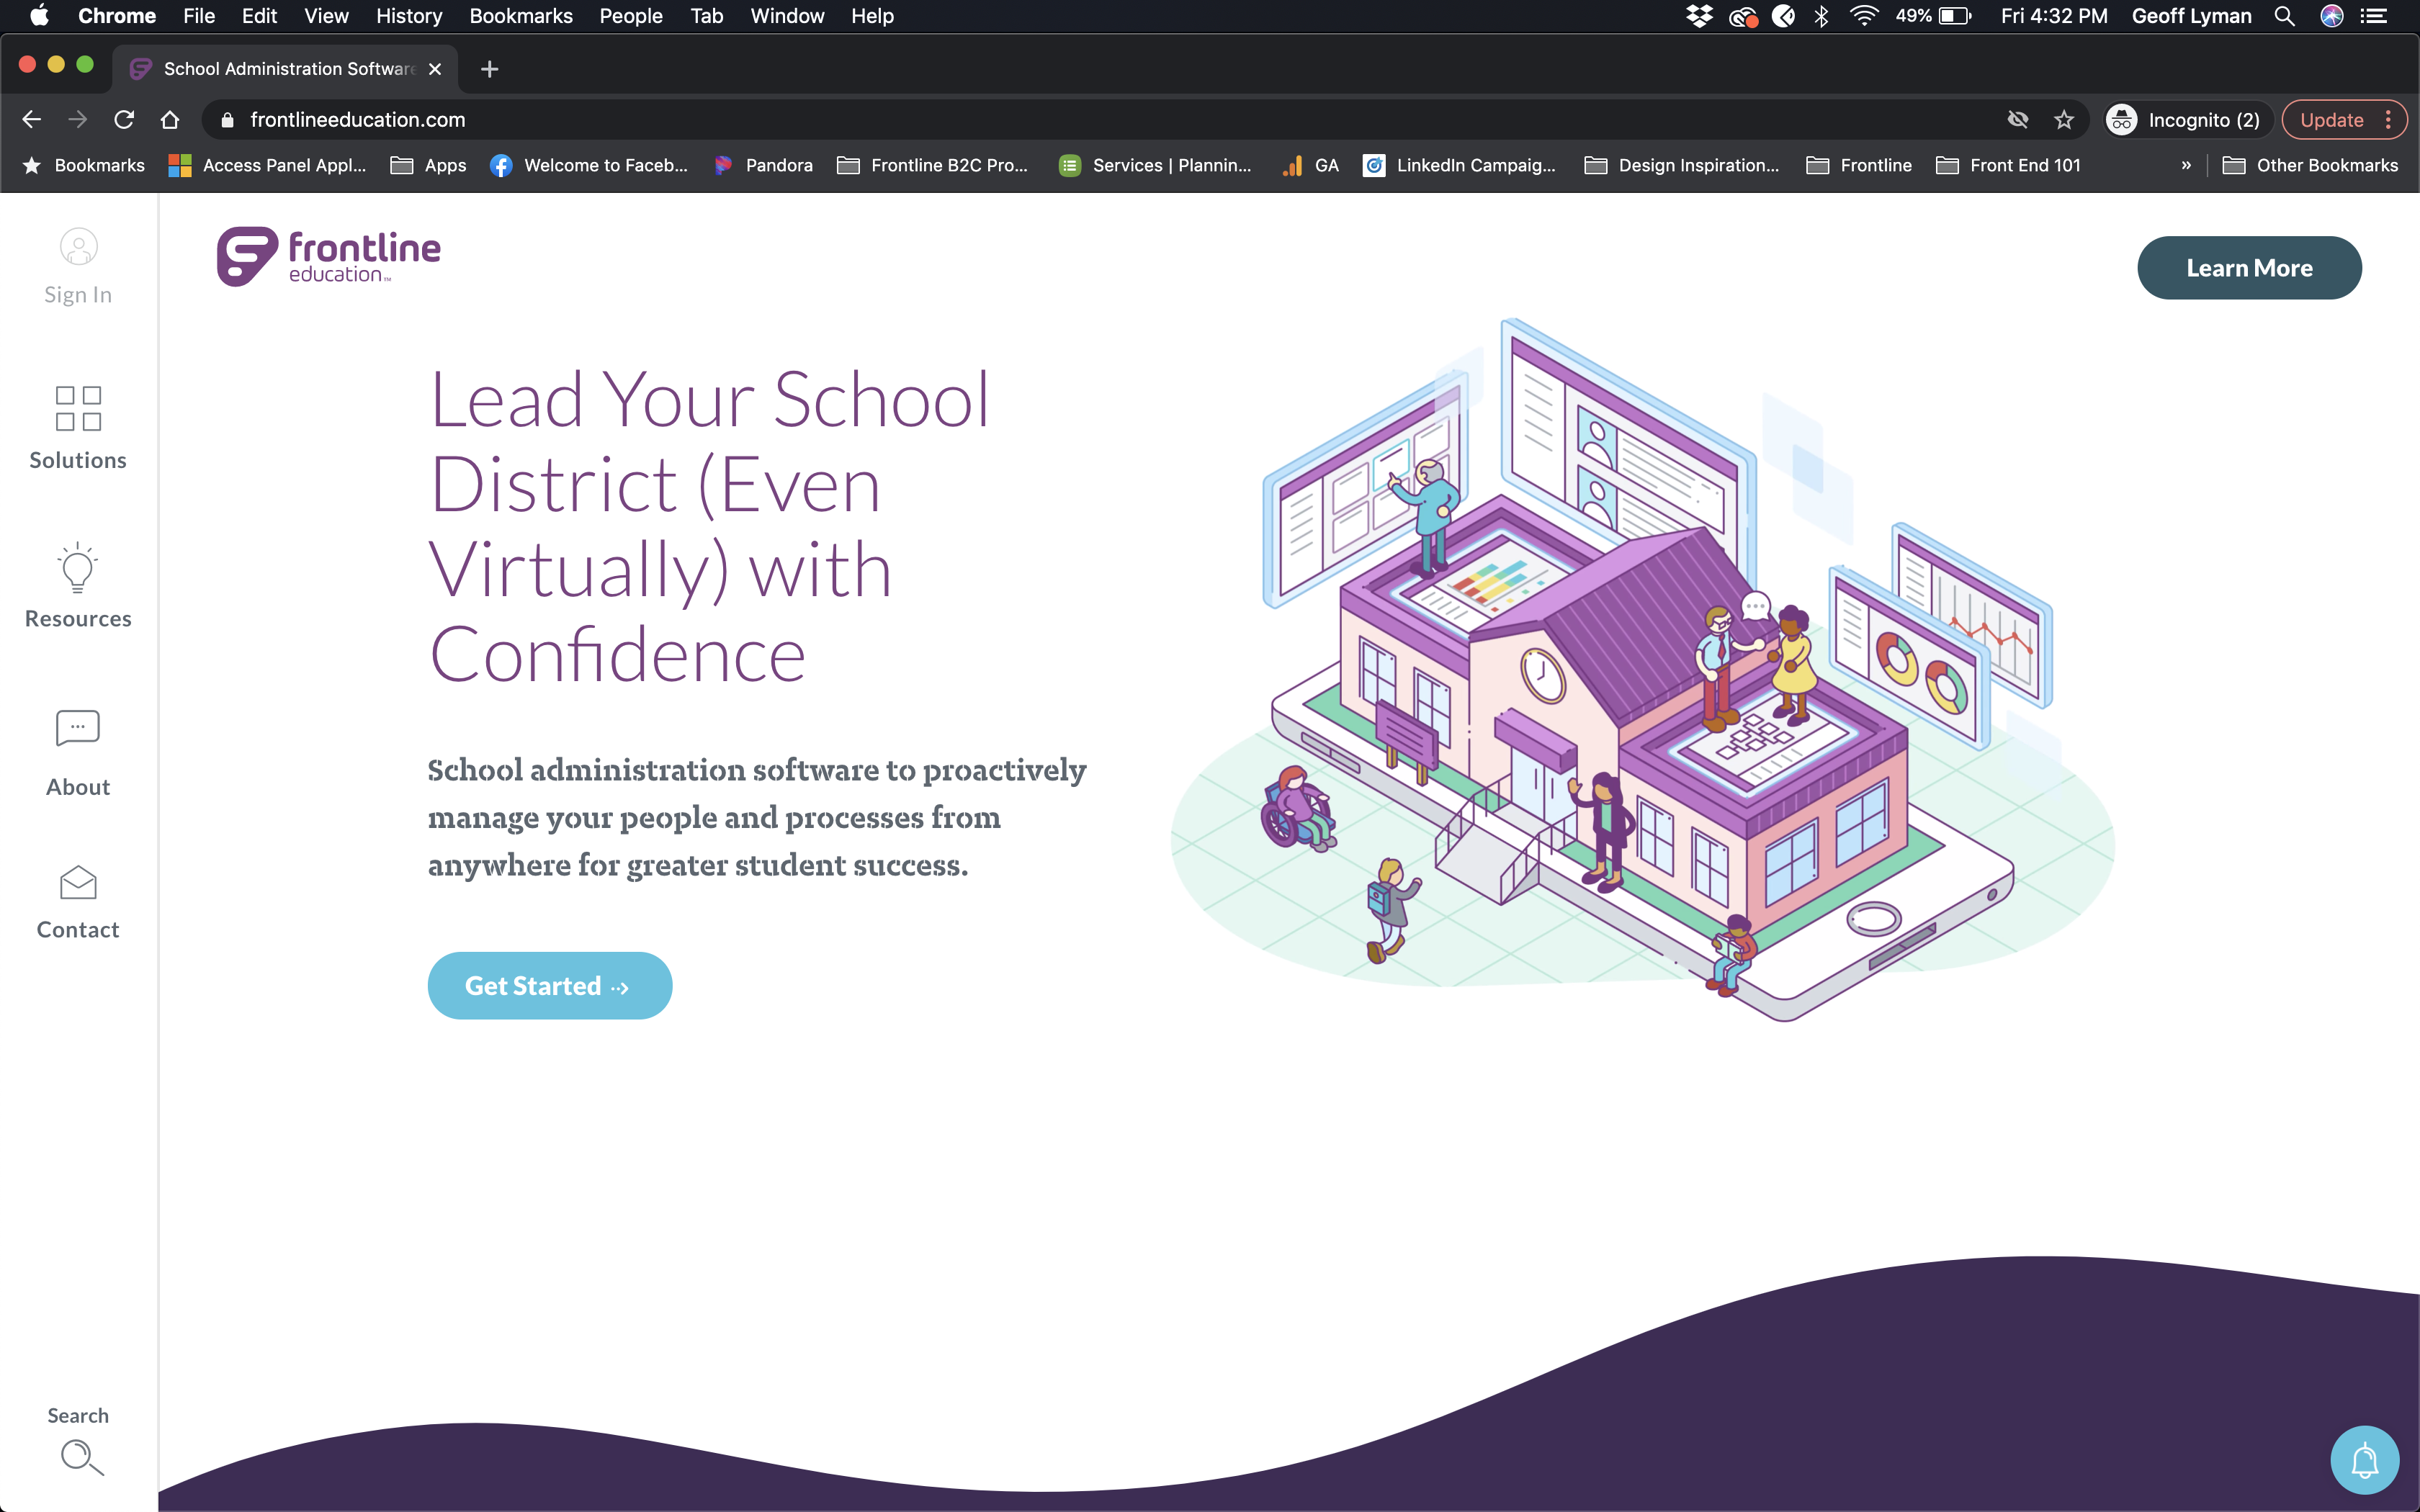 Chrome File Edit View History Bookmarks People Tab Window Help 49% Fri 4:32 PM Geoff Lyman
School Administration Software
frontlineeducation.com Incognito (2) Update
Bookmarks Access Panel Appl... Apps Welcome to Faceb... Pandora Frontline B2C Pro... Services | Plannin... GA LinkedIn Campaig... Design Inspiration... Frontline Front End 101 » Other Bookmarks
Sign In
Solutions
Resources
About
Contact
Search
frontline
education™
Learn More
Lead Your School
District (Even
Virtually) with
Confidence
School administration software to proactively
manage your people and processes from
anywhere for greater student success.
Get Started